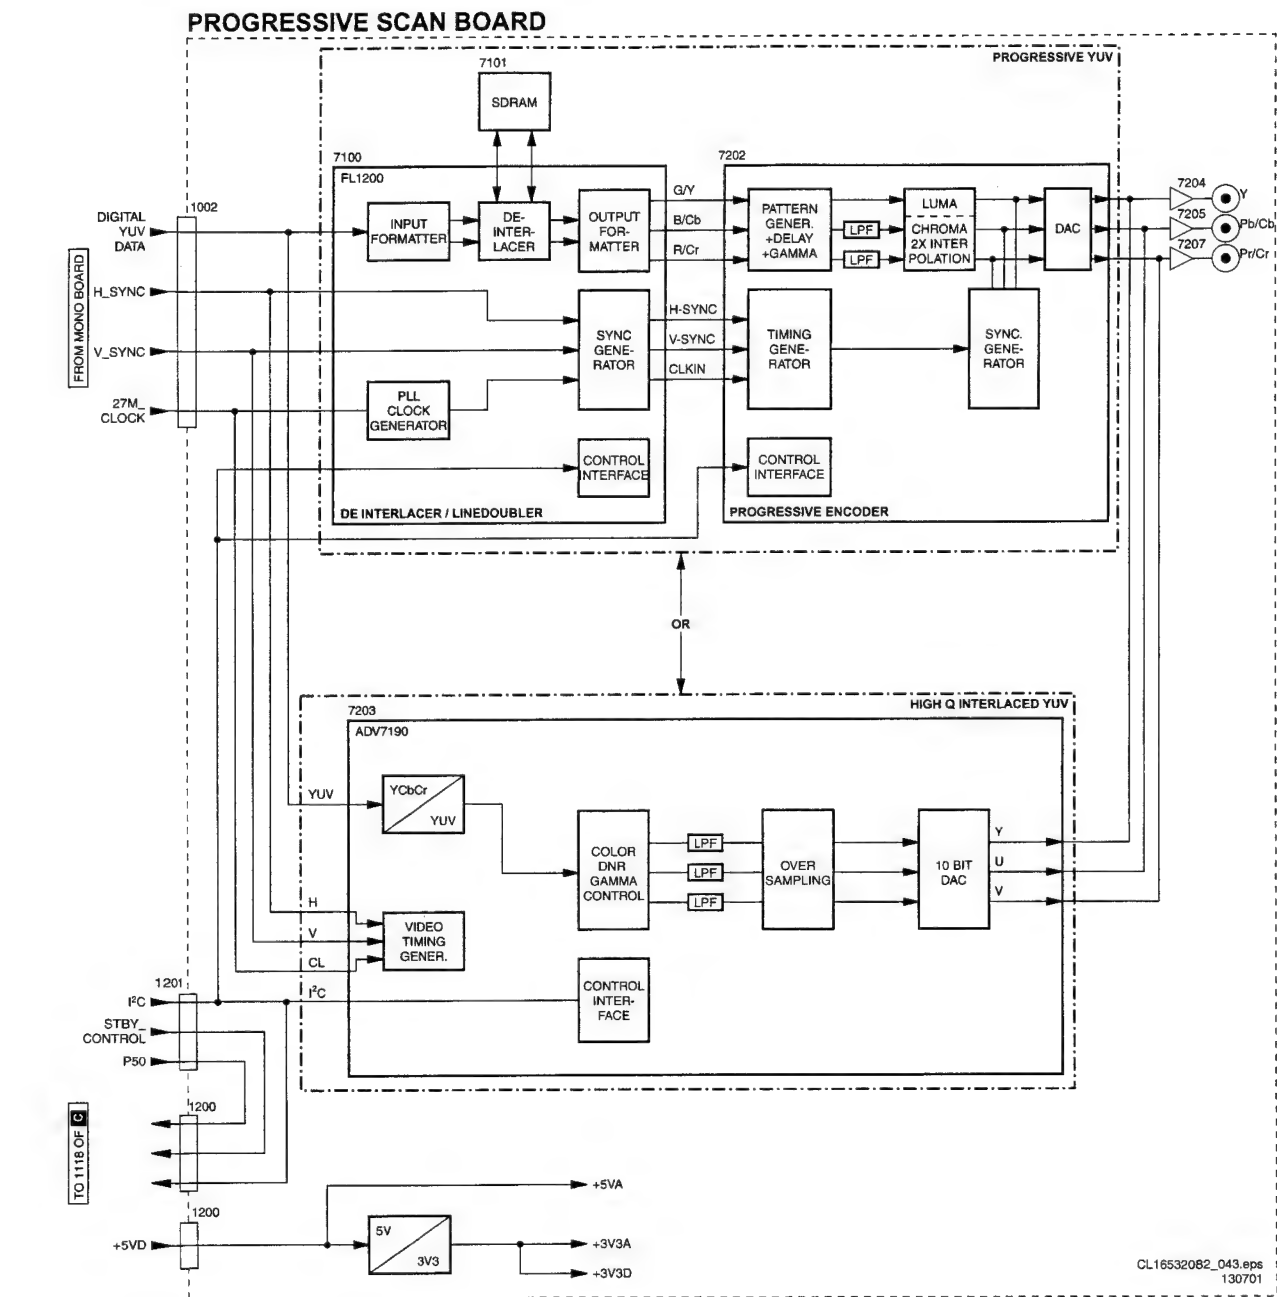 PROGRESSIVE SCAN BOARD
PROGRESSIVE YUV
7101
SDRAM
7100
FL1200
7202
1002
DIGITAL
YUV
DATA
INPUT
FORMATTER
DE-
INTER-
LACER
OUTPUT
FOR-
MATTER
G/Y
B/Cb
R/Cr
PATTERN
GENER.
+DELAY
+GAMMA
LPF
LPF
LUMA
CHROMA
2X INTER
POLATION
DAC
7204
Y
7205
Pb/Cb
7207
Pr/Cr
FROM MONO BOARD
H_SYNC
V_SYNC
27M_
CLOCK
PLL
CLOCK
GENERATOR
SYNC
GENE-
RATOR
H-SYNC
V-SYNC
CLKIN
TIMING
GENE-
RATOR
SYNC.
GENE-
RATOR
CONTROL
INTERFACE
CONTROL
INTERFACE
DE INTERLACER / LINEDOUBLER
PROGRESSIVE ENCODER
OR
HIGH Q INTERLACED YUV
7203
ADV7190
YUV
YCbCr
YUV
COLOR
DNR
GAMMA
CONTROL
LPF
LPF
LPF
OVER
SAMPLING
10 BIT
DAC
Y
U
V
H
V
CL
VIDEO
TIMING
GENER.
I²C
CONTROL
INTER-
FACE
1201
I²C
STBY_
CONTROL
P50
1200
TO 1118 OF C
1200
+5VD
5V
3V3
+5VA
+3V3A
+3V3D
CL16532082_043.eps
130701